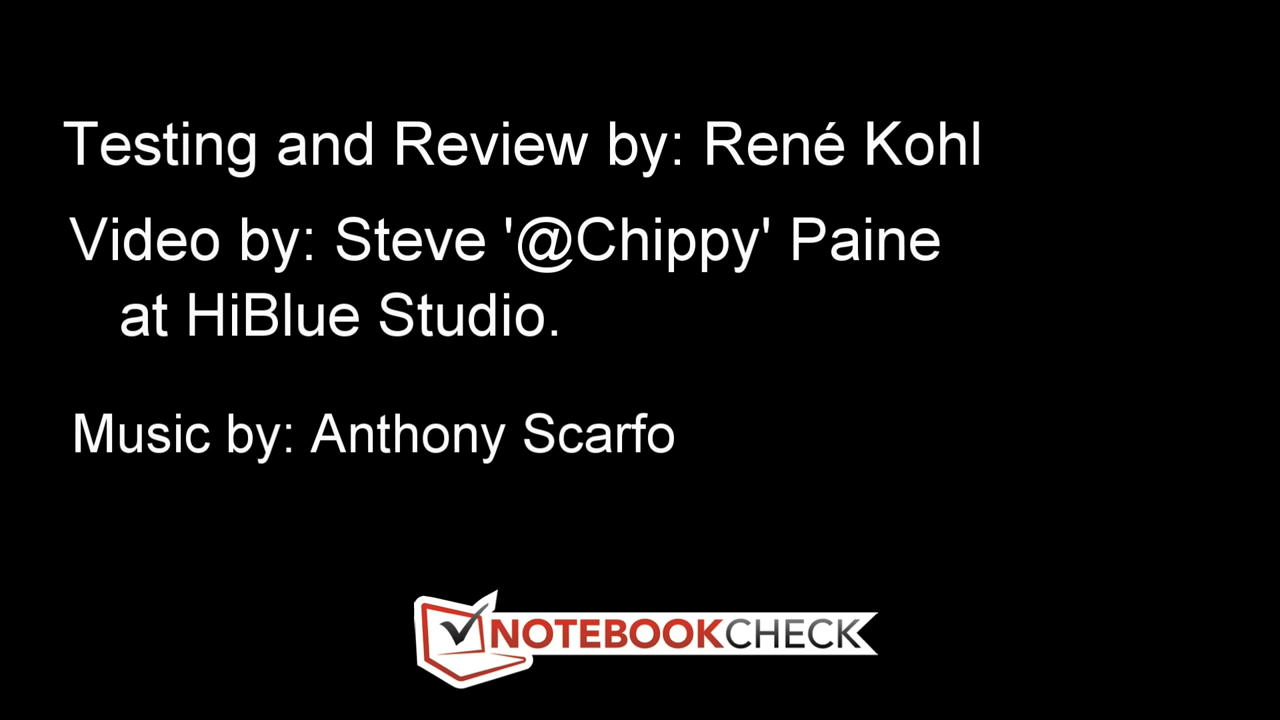 Testing and Review by: René Kohl
Video by: Steve '@Chippy' Paine
at HiBlue Studio.
Music by: Anthony Scarfo
NOTEBOOKCHECK